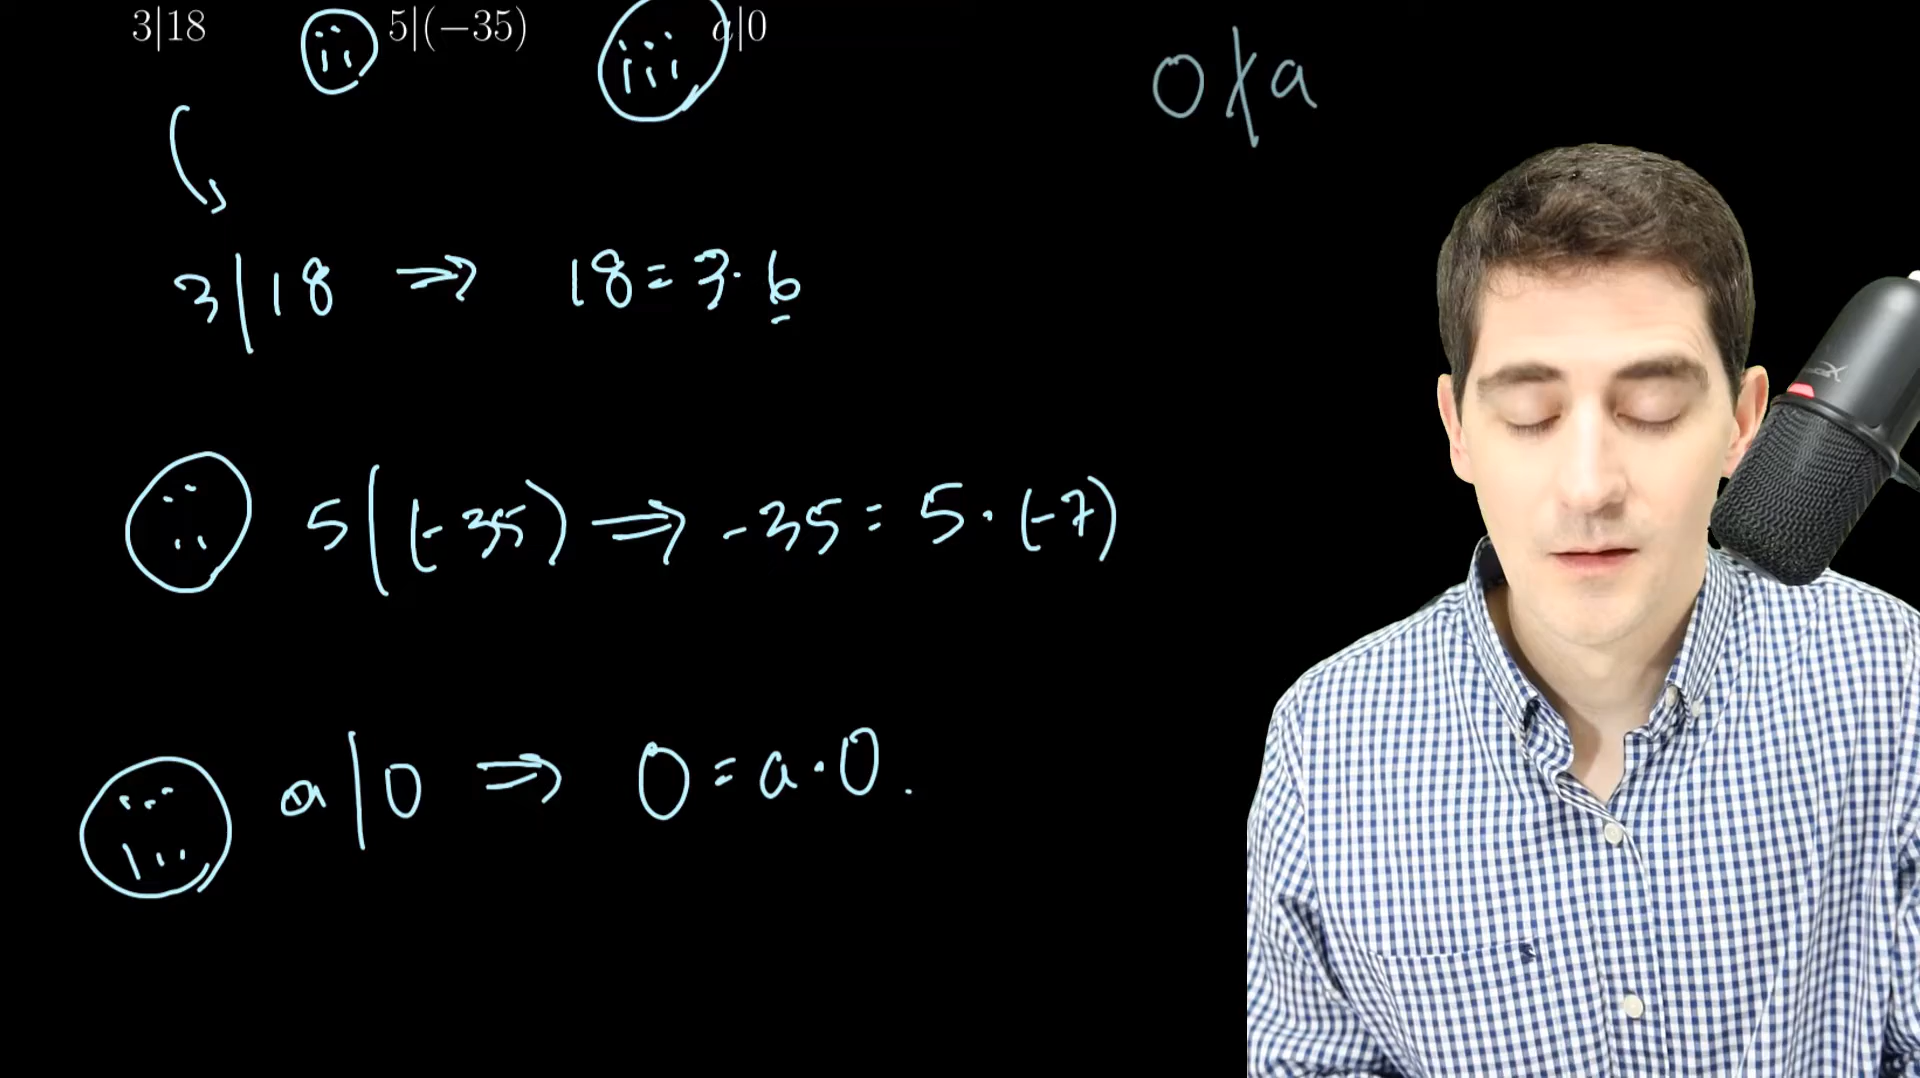 3|18 ii 5|(−35) iii a|0
0∤a
3|18 ⇒ 18=3·6
ii 5|(-35) ⇒ -35=5·(-7)
iii a|0 ⇒ 0=a·0.